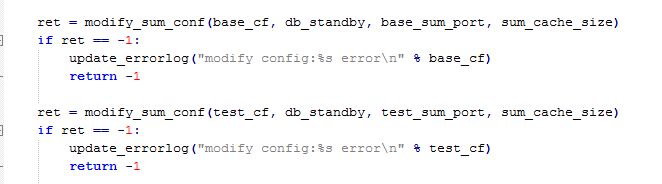 ret = modify_sum_conf(base_cf, db_standby, base_sum_port, sum_cache_size)
if ret == -1:
    update_errorlog("modify config:%s error\n" % base_cf)
    return -1

ret = modify_sum_conf(test_cf, db_standby, test_sum_port, sum_cache_size)
if ret == -1:
    update_errorlog("modify config:%s error\n" % test_cf)
    return -1